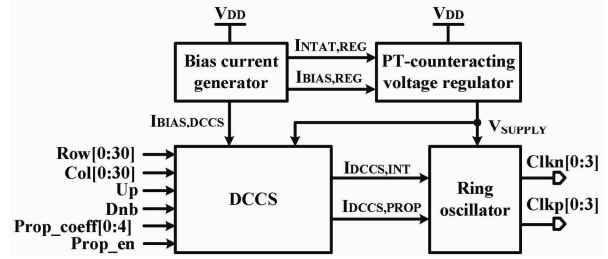 VDD
VDD
Bias current
generator
INTAT,REG
IBIAS,REG
PT-counteracting
voltage regulator
IBIAS,DCCS
VSUPPLY
Row[0:30]
Col[0:30]
Up
Dnb
Prop_coeff[0:4]
Prop_en
DCCS
IDCCS,INT
IDCCS,PROP
Ring
oscillator
Clkn[0:3]
Clkp[0:3]